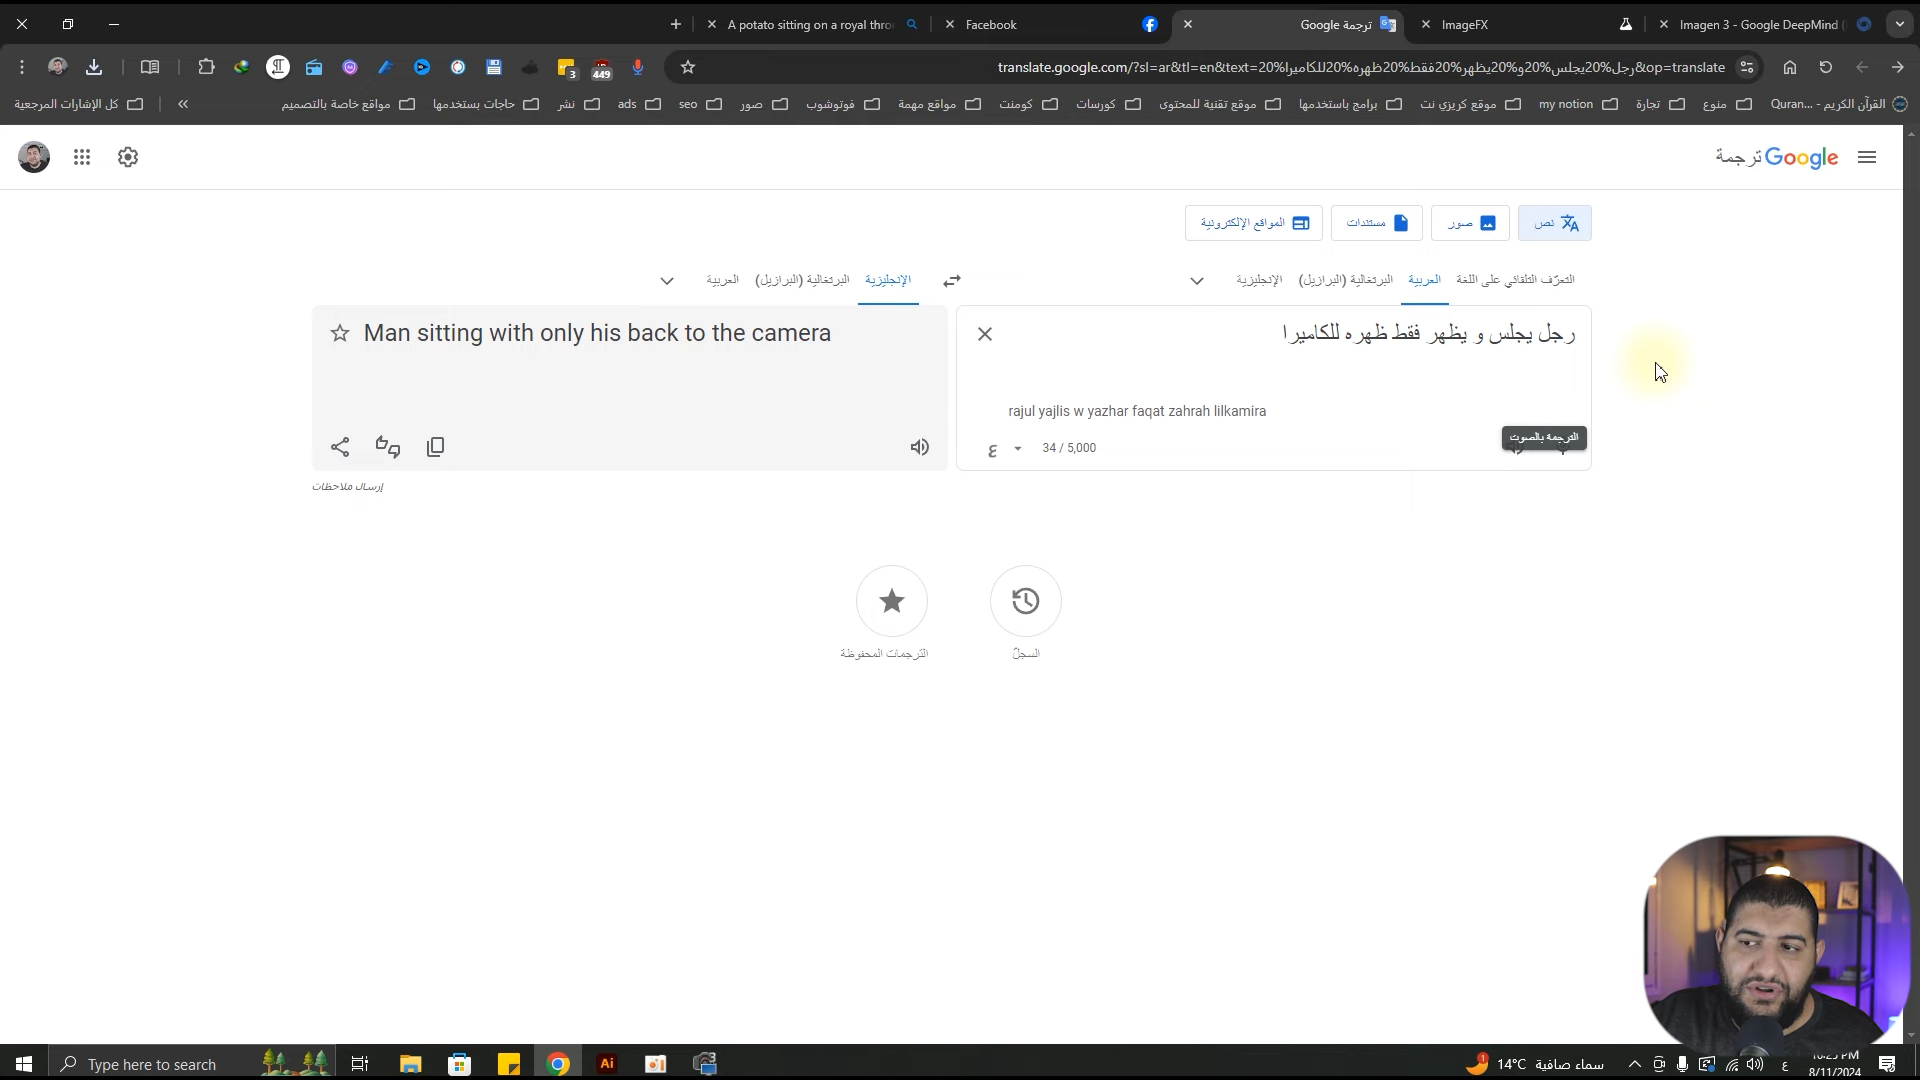 A potato sitting on a royal thro
Facebook
ترجمة Google
ImageFX
Imagen 3 - Google DeepMind
translate.google.com/?sl=ar&tl=en&text=رجل%20يجلس%20و%20يظهر%20فقط%20ظهره%20للكاميرا%20&op=translate
3
449
القرآن الكريم - ...Quran
منوع
تجارة
my notion
موقع كريزي نت
برامج باستخدمها
موقع تقنية للمحتوى
كورسات
كومنت
مواقع مهمة
فوتوشوب
صور
seo
ads
نشر
حاجات بستخدمها
مواقع خاصة بالتصميم
»
كل الإشارات المرجعية
ترجمة Google
نص
صور
مستندات
المواقع الإلكترونية
التعرّف التلقائي على اللغة
العربية
البرتغالية (البرازيل)
الإنجليزية
الإنجليزية
البرتغالية (البرازيل)
العربية
رجل يجلس و يظهر فقط ظهره للكاميرا
Man sitting with only his back to the camera
rajul yajlis w yazhar faqat zahrah lilkamira
الترجمة بالصوت
34 / 5,000
ع
إرسال ملاحظات
السجلّ
الترجمات المحفوظة
Type here to search
Ai
14°C سماء صافية
ع
8/11/2024